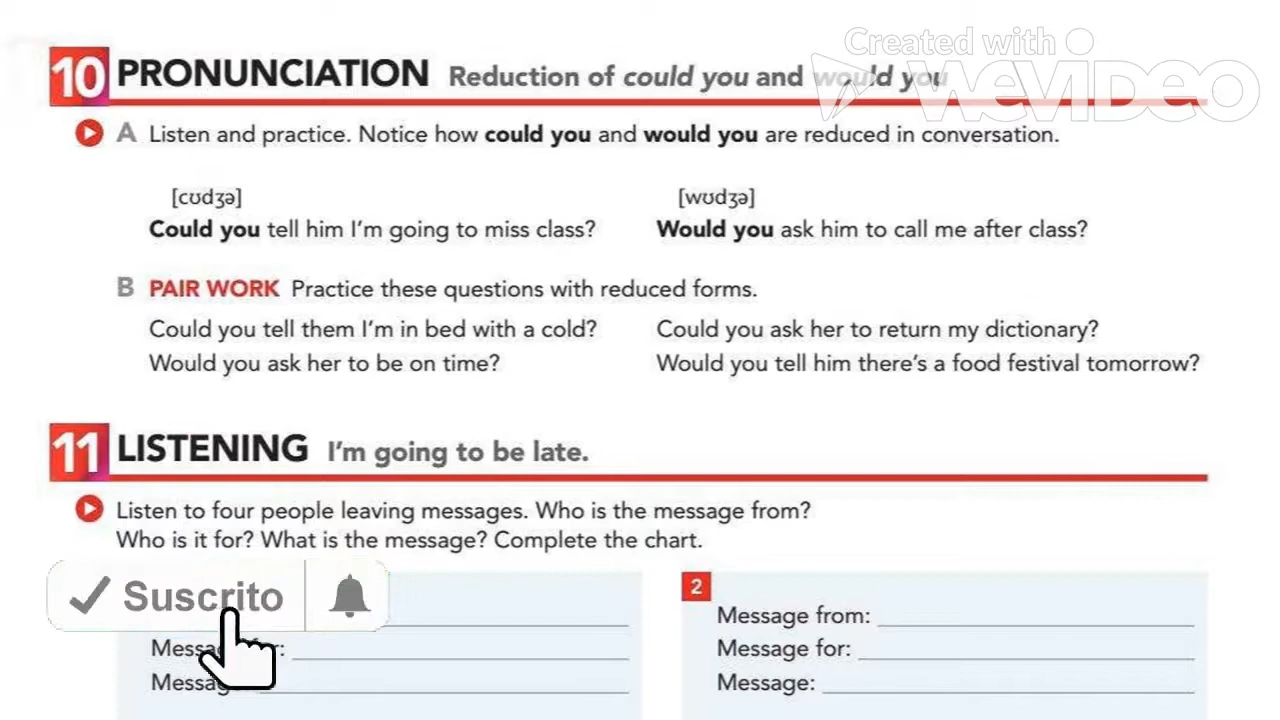 Created with
WEVIDEO
10 PRONUNCIATION Reduction of could you and would you
A Listen and practice. Notice how could you and would you are reduced in conversation.
[cʊdʒə] [wʊdʒə]
Could you tell him I'm going to miss class? Would you ask him to call me after class?
B PAIR WORK Practice these questions with reduced forms.
Could you tell them I'm in bed with a cold? Could you ask her to return my dictionary?
Would you ask her to be on time? Would you tell him there's a food festival tomorrow?
11 LISTENING I'm going to be late.
Listen to four people leaving messages. Who is the message from?
Who is it for? What is the message? Complete the chart.
Suscrito
Message for:
Message
2
Message from:
Message for:
Message: